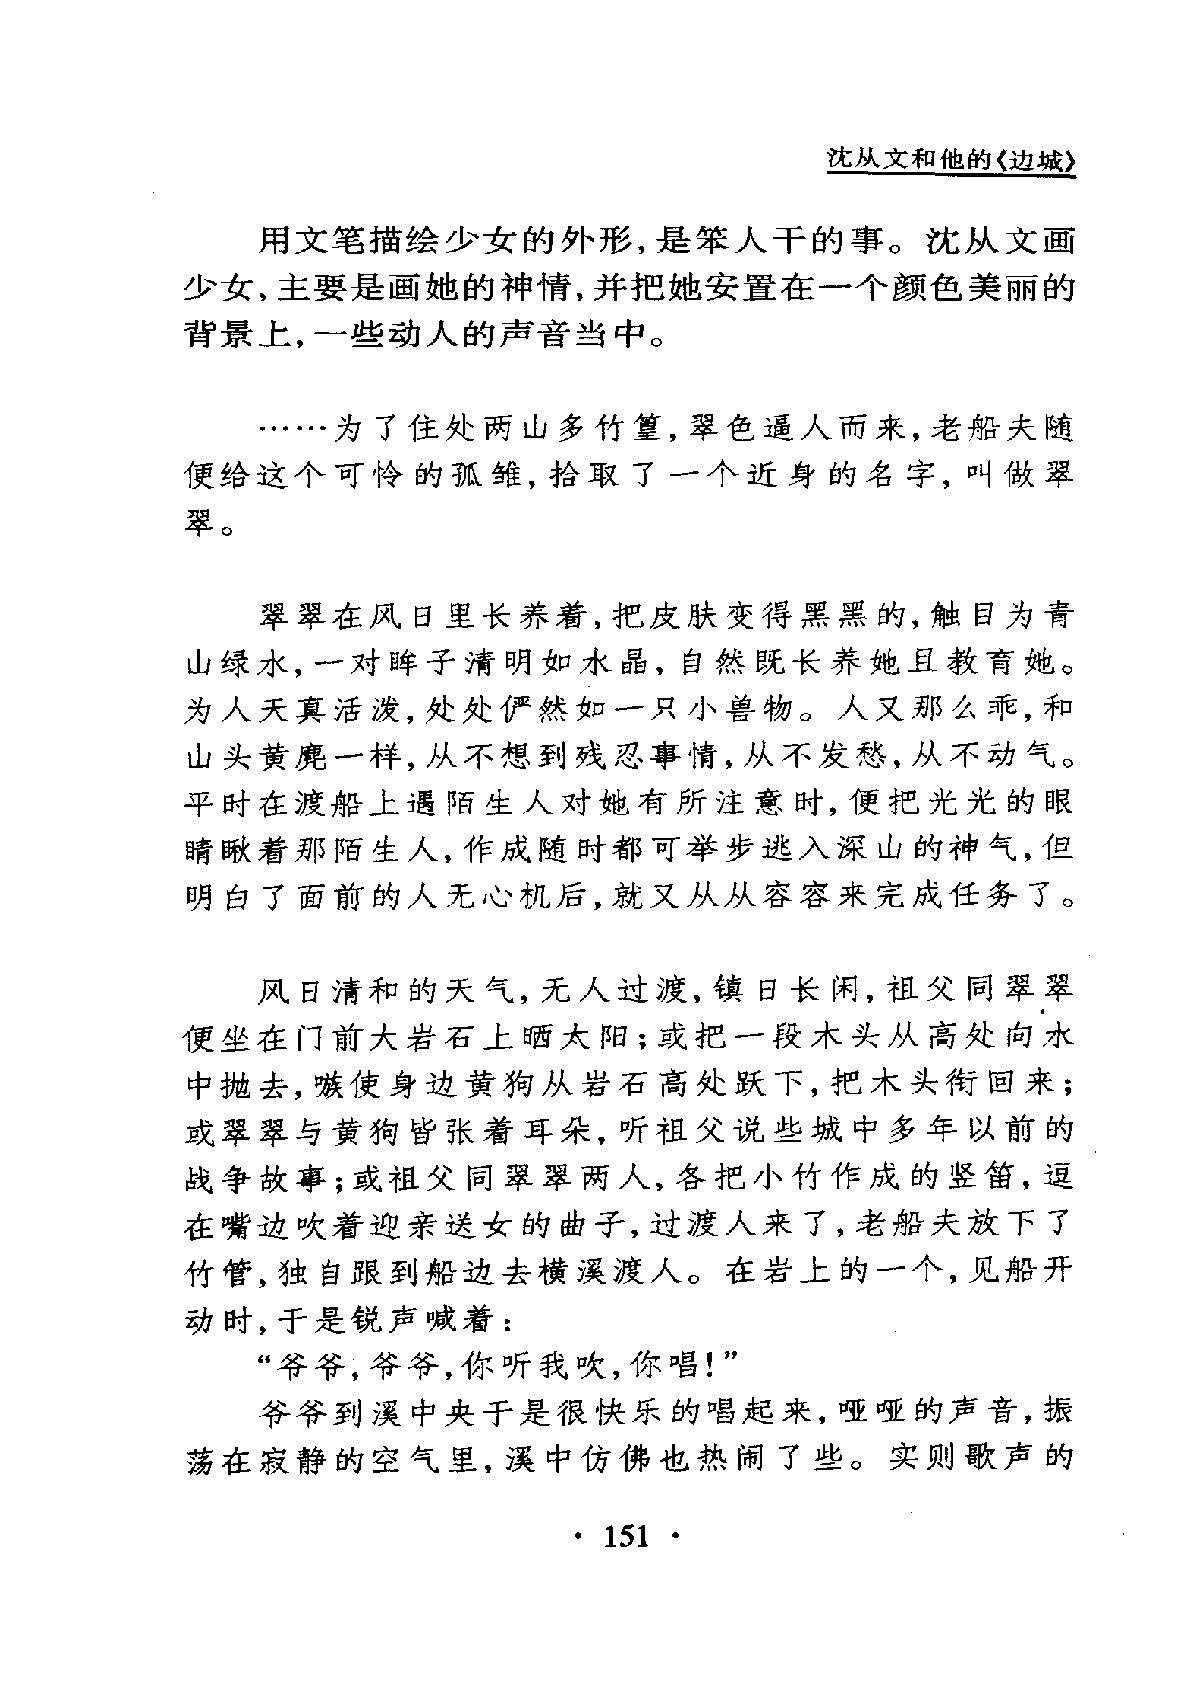 沈从文和他的《边城》
用文笔描绘少女的外形,是笨人干的事。沈从文画
少女、主要是画她的神情,并把她安置在一个颜色美丽的
背景上,一些动人的声音当中。
……为了住处两山多竹篁,翠色逼人而来,老船夫随
便给这个可怜的孤雏,拾取了一个近身的名字,叫做翠
翠。
翠翠在风日里长养着,把皮肤变得黑黑的,触目为青
山绿水,一对眸子清明如水晶,自然既长养她且教育她。
为人天真活泼,处处俨然如一只小兽物。人又那么乖,和
山头黄麂一样,从不想到残忍事情,从不发愁,从不动气。
平时在渡船上遇陌生人对她有所注意时,便把光光的眼
睛瞅着那陌生人,作成随时都可举步逃入深山的神气,但
明白了面前的人无心机后,就又从从容容来完成任务了。
风日清和的天气,无人过渡,镇日长闲,祖父同翠翠
便坐在门前大岩石上晒太阳;或把一段木头从高处向水
中抛去,嗾使身边黄狗从岩石高处跃下,把木头衔回来;
或翠翠与黄狗皆张着耳朵,听祖父说些城中多年以前的
战争故事;或祖父同翠翠两人,各把小竹作成的竖笛,逗
在嘴边吹着迎亲送女的曲子,过渡人来了,老船夫放下了
竹管,独自跟到船边去横溪渡人。在岩上的一个,见船开
动时,于是锐声喊着:
“爷爷,爷爷,你听我吹,你唱!”
爷爷到溪中央于是很快乐的唱起来,哑哑的声音,振
荡在寂静的空气里,溪中仿佛也热闹了些。实则歌声的
· 151 ·